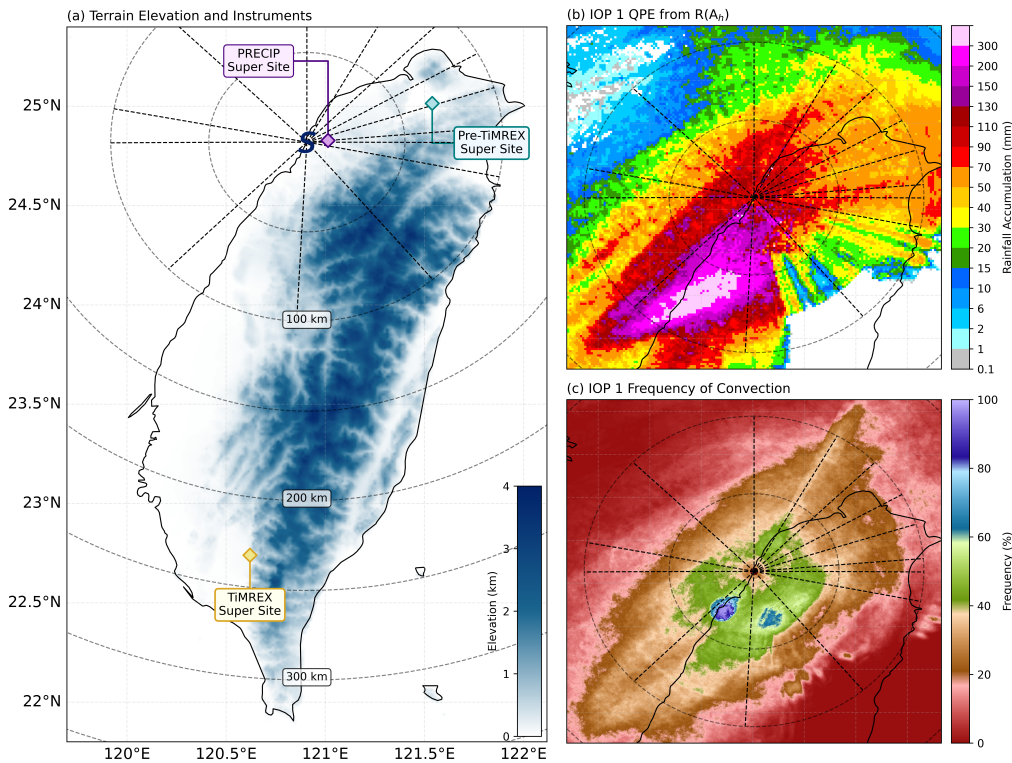 (a) Terrain Elevation and Instruments
PRECIP
Super Site
Pre-TiMREX
Super Site
S
TiMREX
Super Site
100 km
200 km
300 km
25°N
24.5°N
24°N
23.5°N
23°N
22.5°N
22°N
120°E
120.5°E
121°E
121.5°E
122°E
4
3
2
1
0
Elevation (km)
(b) IOP 1 QPE from R(Aₕ)
300
200
150
130
110
90
70
50
40
30
20
15
10
6
2
1
0.1
Rainfall Accumulation (mm)
(c) IOP 1 Frequency of Convection
100
80
60
40
20
0
Frequency (%)